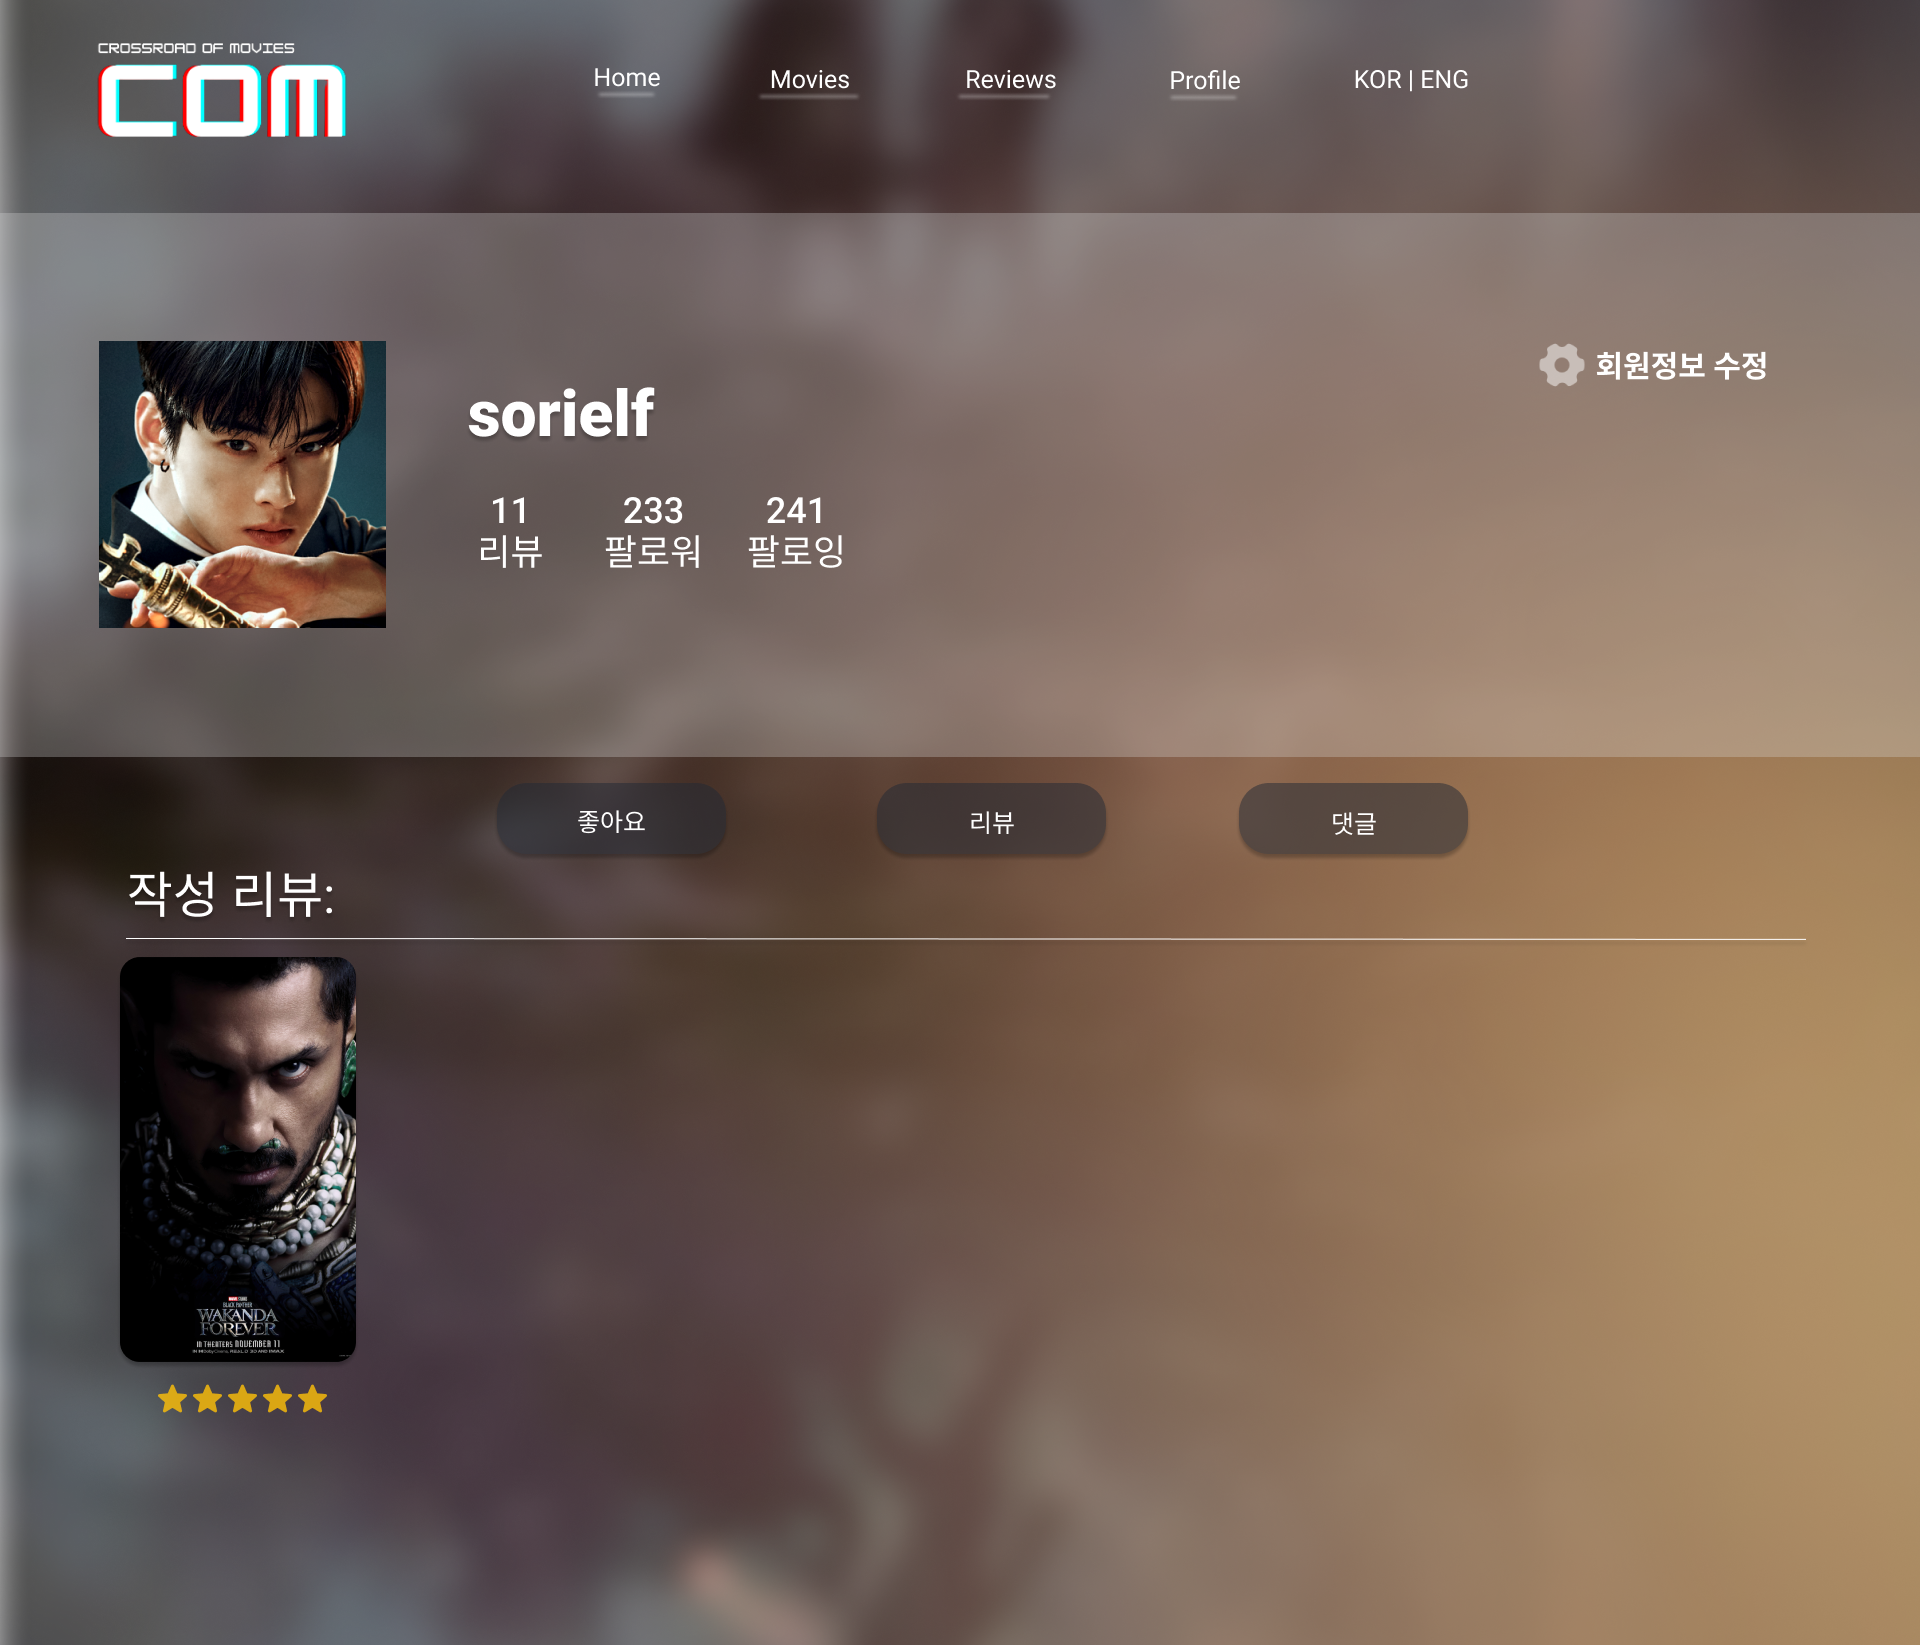 CROSSROAD OF MOVIES
COM
Home
Movies
Reviews
Profile
KOR | ENG
회원정보 수정
sorielf
11
233
241
리뷰
팔로워
팔로잉
좋아요
리뷰
댓글
작성 리뷰:
BLACK PANTHER
WAKANDA
FOREVER
IN THEATERS NOVEMBER 11